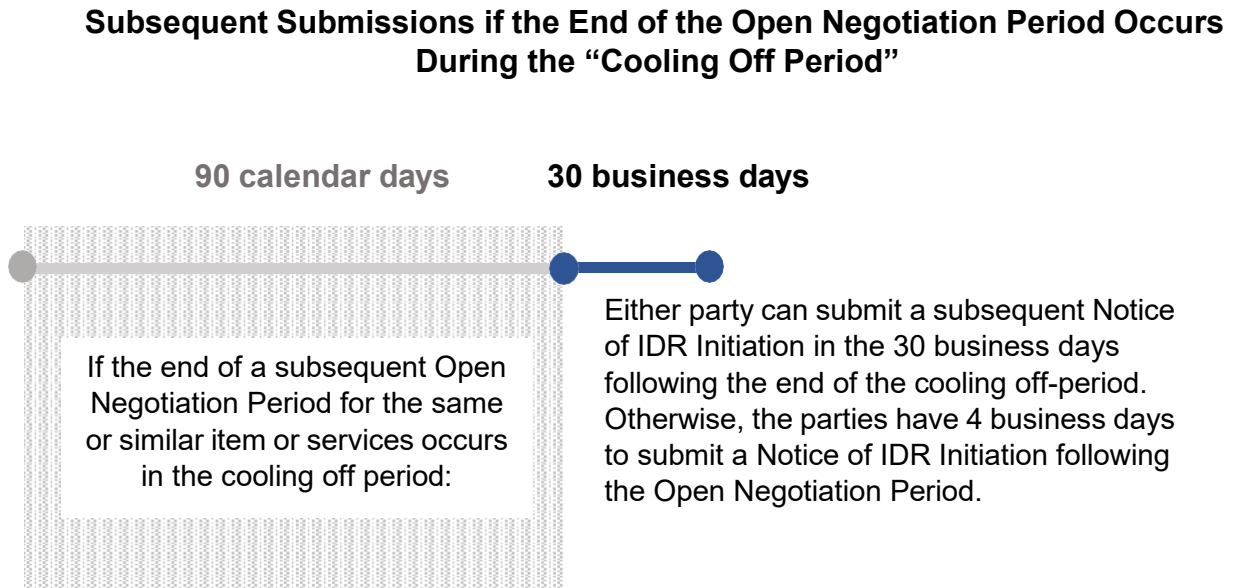 Subsequent Submissions if the End of the Open Negotiation Period Occurs
During the “Cooling Off Period”
90 calendar days
30 business days
If the end of a subsequent Open
Negotiation Period for the same
or similar item or services occurs
in the cooling off period:
Either party can submit a subsequent Notice
of IDR Initiation in the 30 business days
following the end of the cooling off-period.
Otherwise, the parties have 4 business days
to submit a Notice of IDR Initiation following
the Open Negotiation Period.